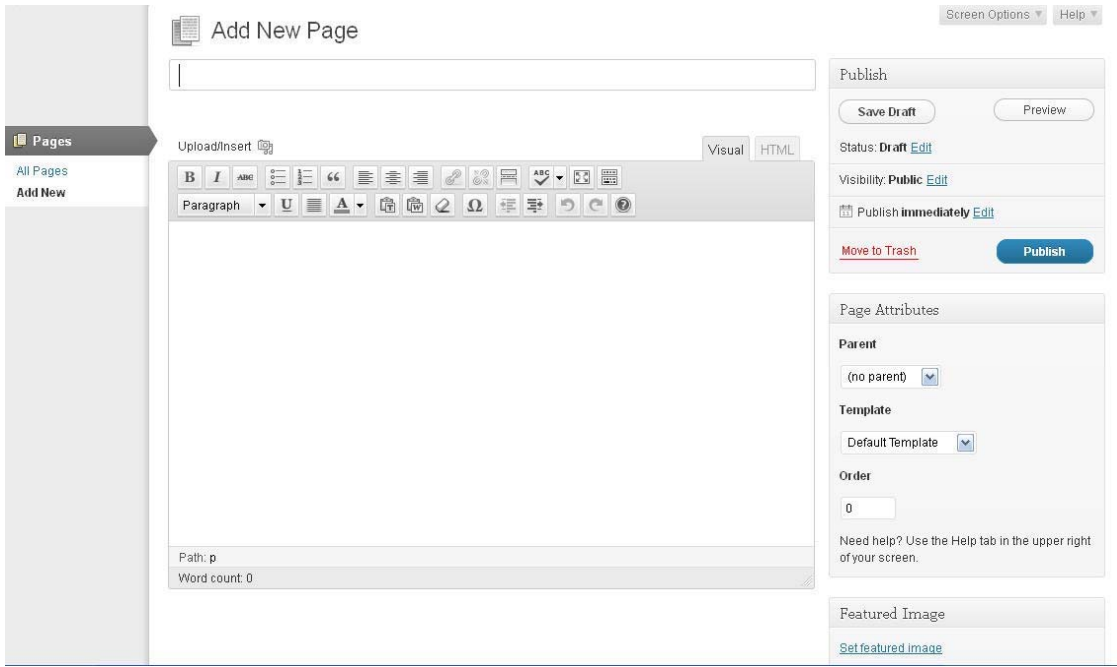 Screen Options Help
Add New Page
Pages
All Pages
Add New
Upload/Insert
Visual HTML
B I ABC ABC
Paragraph U A T W Ω
Path: p
Word count: 0
Publish
Save Draft Preview
Status: Draft Edit
Visibility: Public Edit
Publish immediately Edit
Move to Trash Publish
Page Attributes
Parent
(no parent)
Template
Default Template
Order
0
Need help? Use the Help tab in the upper right
of your screen.
Featured Image
Set featured image